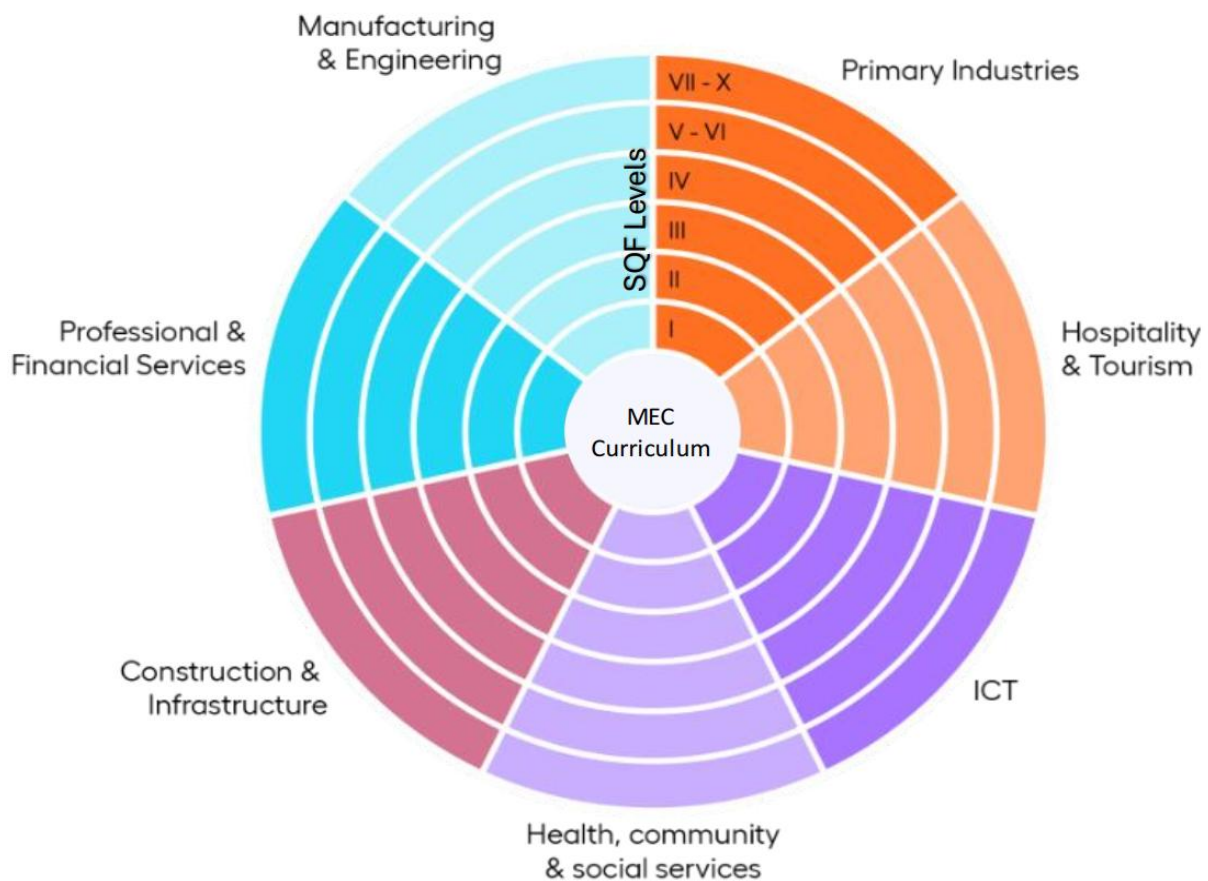 Manufacturing
& Engineering
Primary Industries
VII - X
V - VI
IV
III
II
I
SQF Levels
Professional &
Financial Services
Hospitality
& Tourism
MEC
Curriculum
Construction &
Infrastructure
ICT
Health, community
& social services